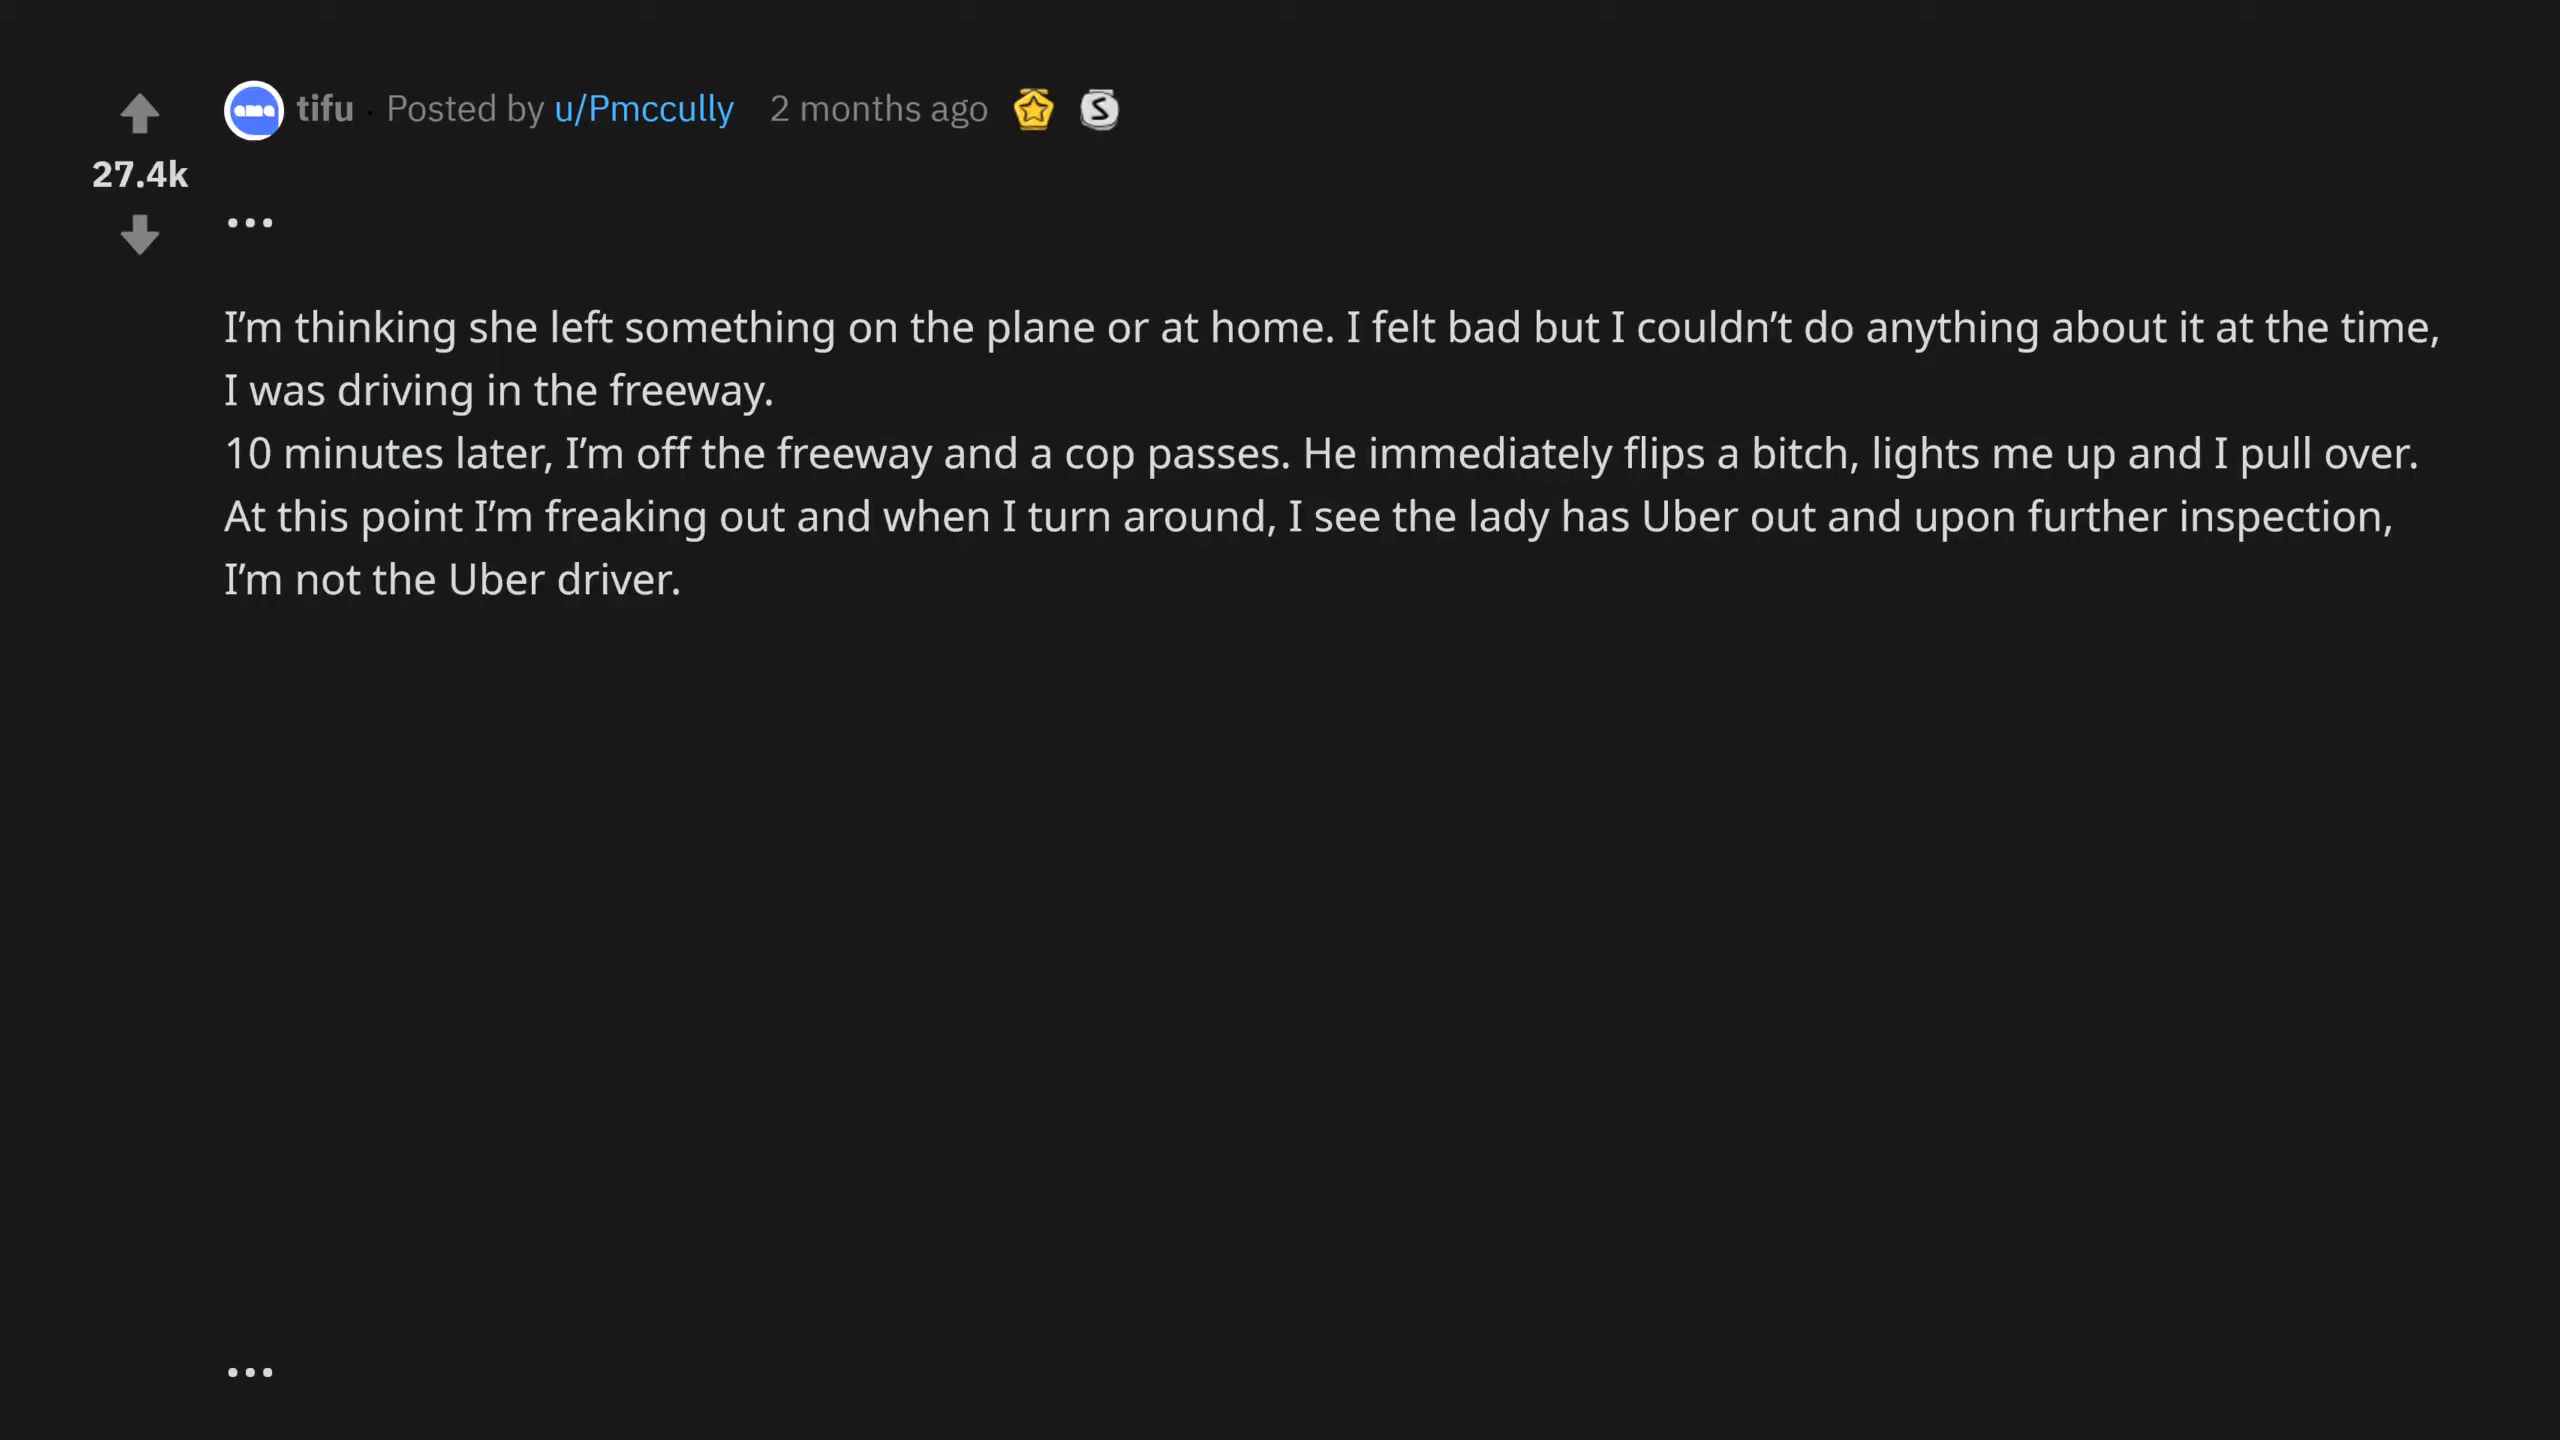 ama tifu · Posted by u/Pmccully 2 months ago S
27.4k
...
I’m thinking she left something on the plane or at home. I felt bad but I couldn’t do anything about it at the time,
I was driving in the freeway.
10 minutes later, I’m off the freeway and a cop passes. He immediately flips a bitch, lights me up and I pull over.
At this point I’m freaking out and when I turn around, I see the lady has Uber out and upon further inspection,
I’m not the Uber driver.
...